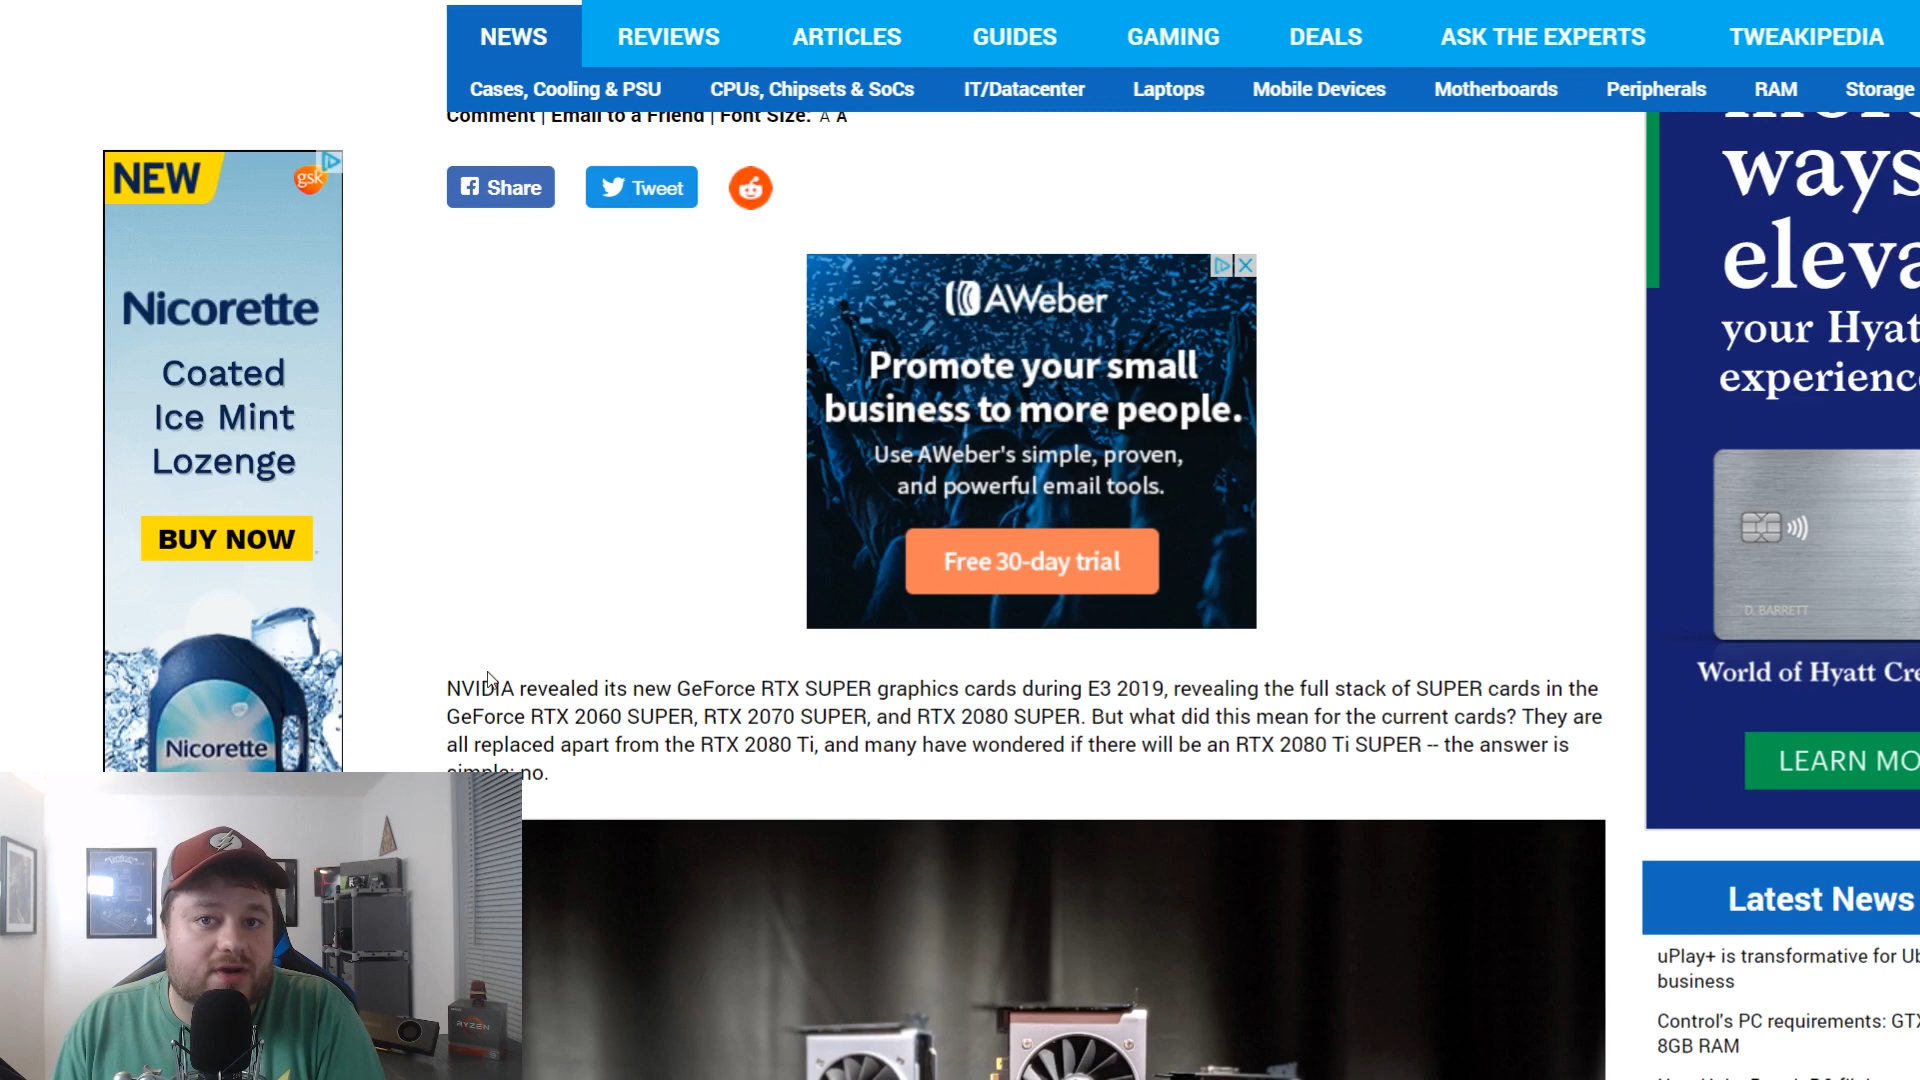 NEWS
REVIEWS
ARTICLES
GUIDES
GAMING
DEALS
ASK THE EXPERTS
TWEAKIPEDIA
Cases, Cooling & PSU
CPUs, Chipsets & SoCs
IT/Datacenter
Laptops
Mobile Devices
Motherboards
Peripherals
RAM
Storage
Comment | Email to a Friend | Font Size: A A
Share
Tweet
NEW
gsk
Nicorette
Coated
Ice Mint
Lozenge
BUY NOW
Nicorette
AWeber
Promote your small
business to more people.
Use AWeber's simple, proven,
and powerful email tools.
Free 30-day trial
ways
eleva
your Hyat
experienc
D. BARRETT
World of Hyatt Cre
LEARN MO
NVIDIA revealed its new GeForce RTX SUPER graphics cards during E3 2019, revealing the full stack of SUPER cards in the
GeForce RTX 2060 SUPER, RTX 2070 SUPER, and RTX 2080 SUPER. But what did this mean for the current cards? They are
all replaced apart from the RTX 2080 Ti, and many have wondered if there will be an RTX 2080 Ti SUPER -- the answer is
simple: no.
Latest News
uPlay+ is transformative for Ub
business
Control's PC requirements: GTX
8GB RAM
RYZEN